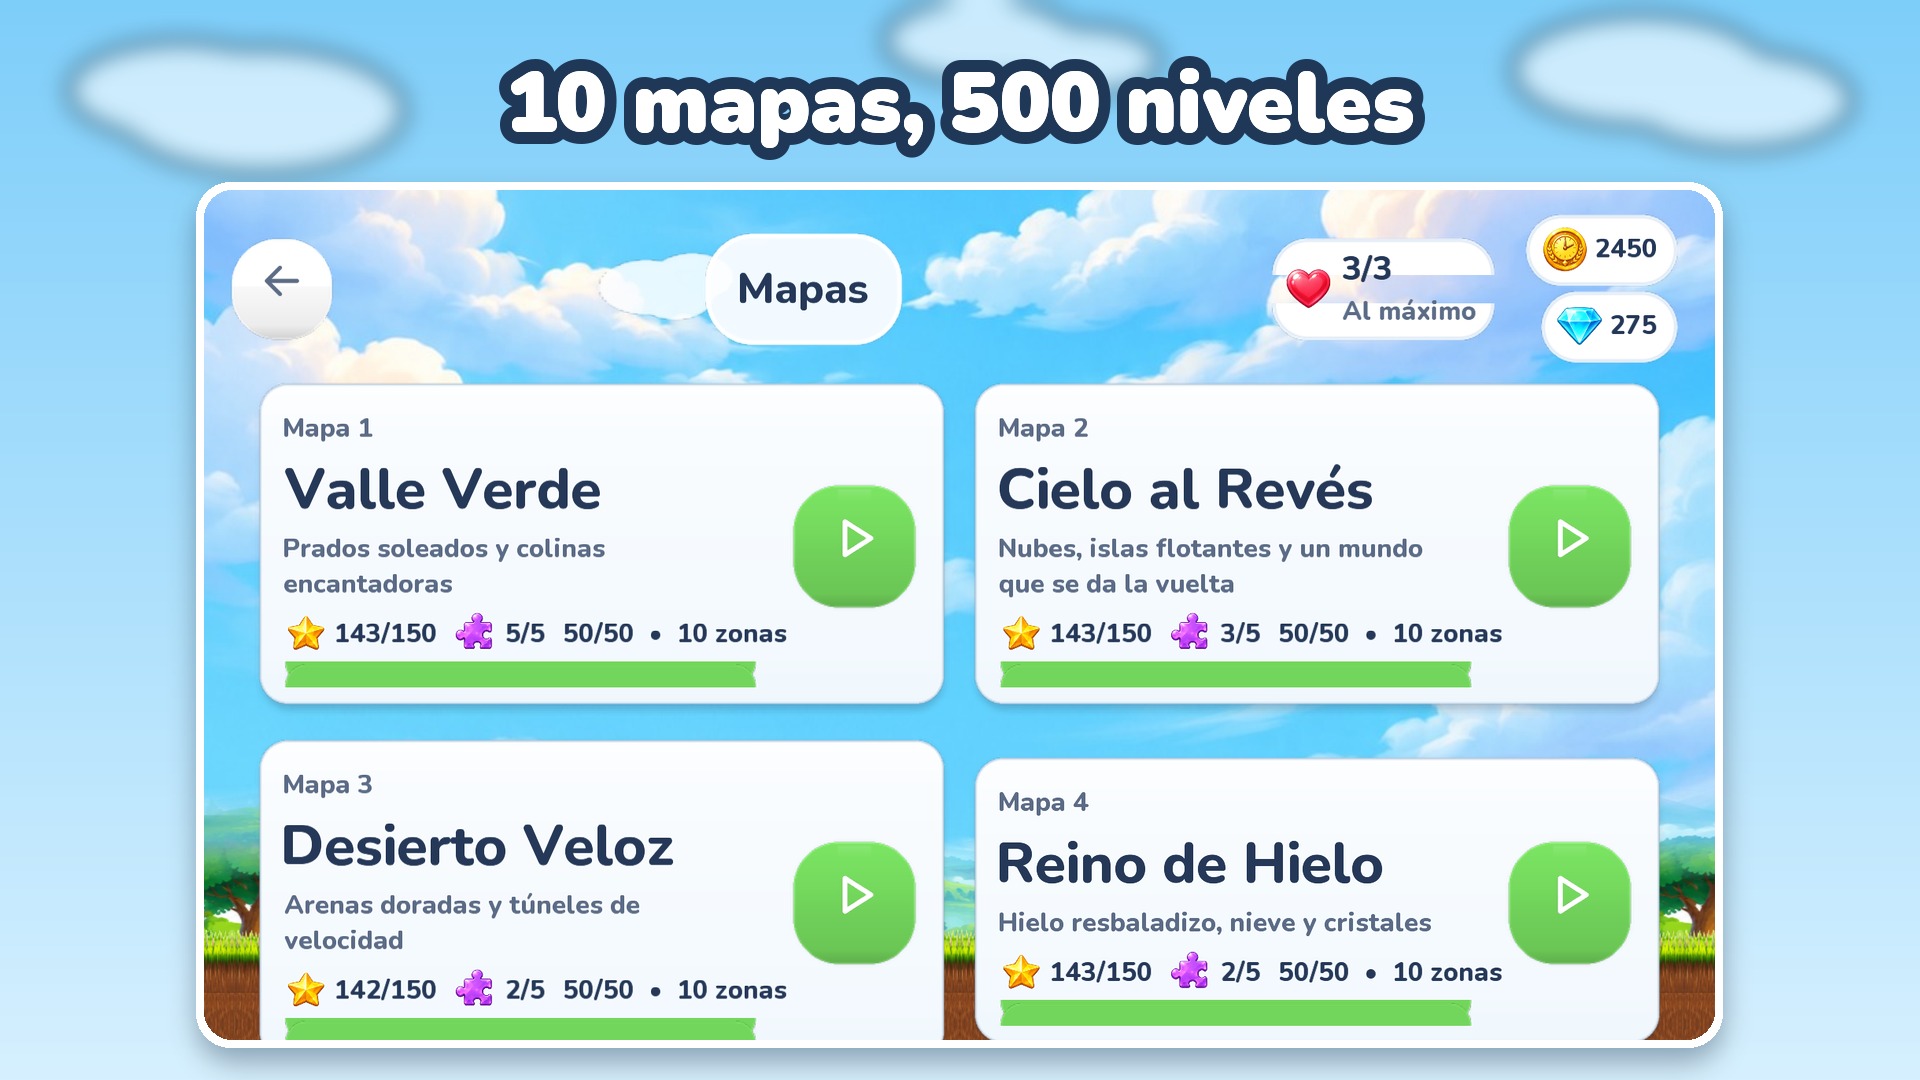 10 mapas, 500 niveles
Mapas
3/3
Al máximo
2450
275
Mapa 1
Valle Verde
Prados soleados y colinas
encantadoras
143/150 5/5 50/50 • 10 zonas
Mapa 2
Cielo al Revés
Nubes, islas flotantes y un mundo
que se da la vuelta
143/150 3/5 50/50 • 10 zonas
Mapa 3
Desierto Veloz
Arenas doradas y túneles de
velocidad
142/150 2/5 50/50 • 10 zonas
Mapa 4
Reino de Hielo
Hielo resbaladizo, nieve y cristales
143/150 2/5 50/50 • 10 zonas